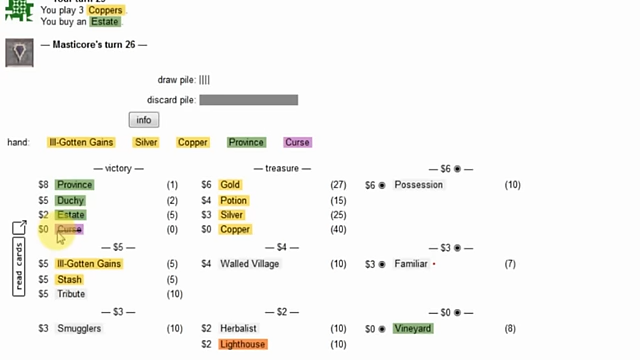 Your turn 25
You play 3 Coppers.
You buy an Estate.
— Masticore's turn 26 —
draw pile:
discard pile:
info
hand: Ill-Gotten Gains Silver Copper Province Curse
— victory — — treasure — — $6 —
$8 Province (1) $6 Gold (27) $6 Possession (10)
$5 Duchy (2) $4 Potion (15)
$2 Estate (5) $3 Silver (25)
$0 Curse (0) $0 Copper (40)
read cards
— $5 — — $4 — — $3 —
$5 Ill-Gotten Gains (5) $4 Walled Village (10) $3 Familiar (7)
$5 Stash (5)
$5 Tribute (10)
— $3 — — $2 — — $0 —
$3 Smugglers (10) $2 Herbalist (10) $0 Vineyard (8)
$2 Lighthouse (10)